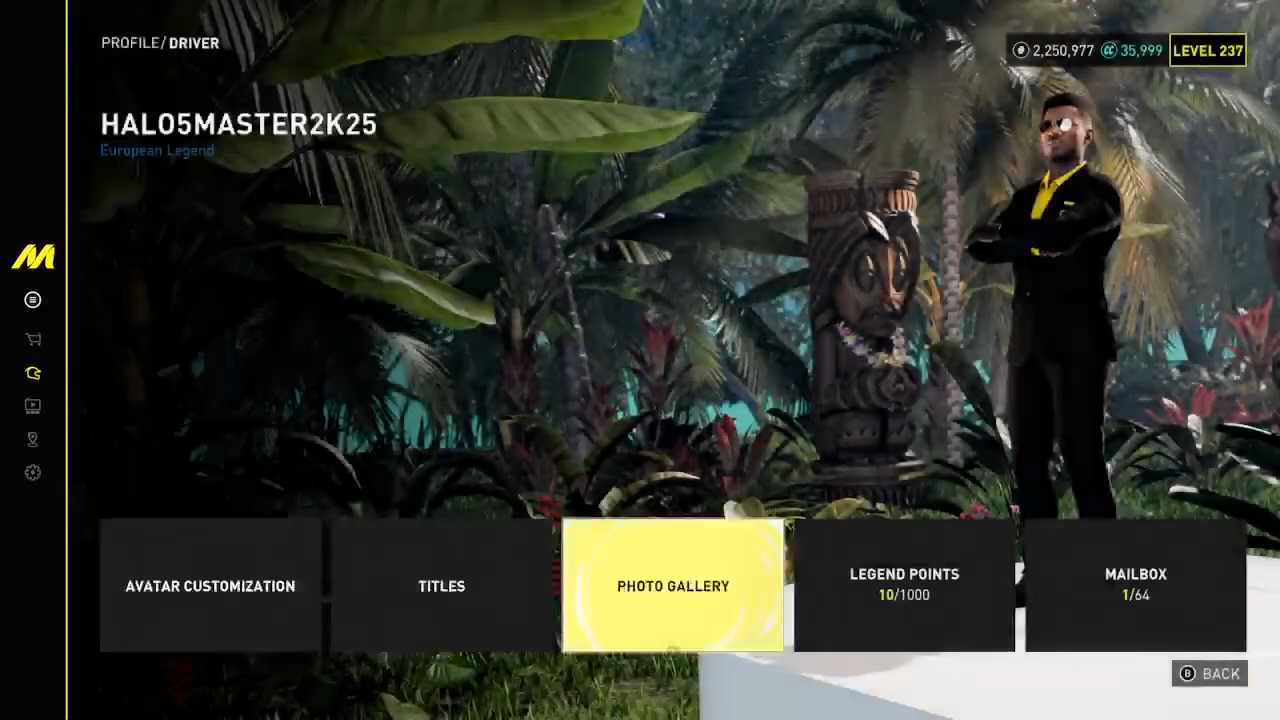 PROFILE/DRIVER
2,250,977 35,999 LEVEL 237
HALO5MASTER2K25
European Legend
AVATAR CUSTOMIZATION
TITLES
PHOTO GALLERY
LEGEND POINTS
10/1000
MAILBOX
1/64
B BACK